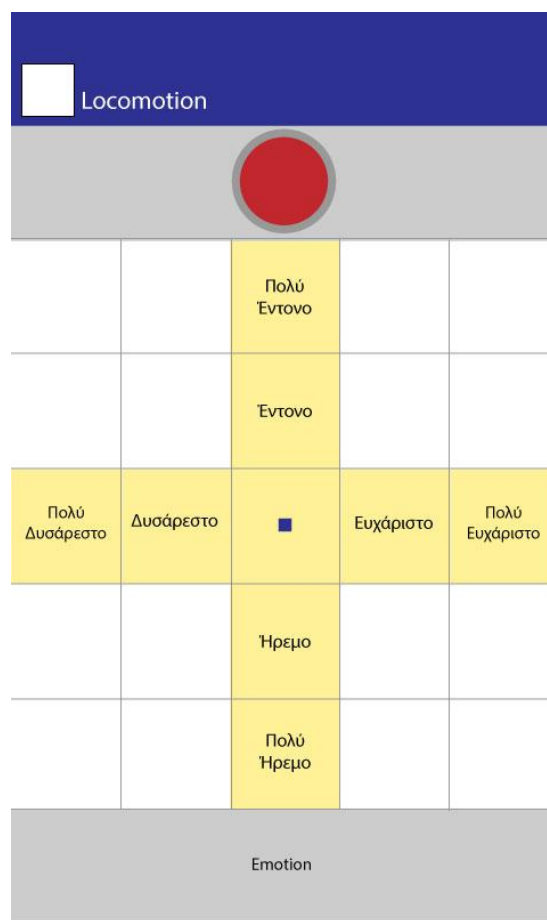 Locomotion
Πολύ
Έντονο
Έντονο
Πολύ
Δυσάρεστο
Δυσάρεστο
Ευχάριστο
Πολύ
Ευχάριστο
Ήρεμο
Πολύ
Ήρεμο
Emotion